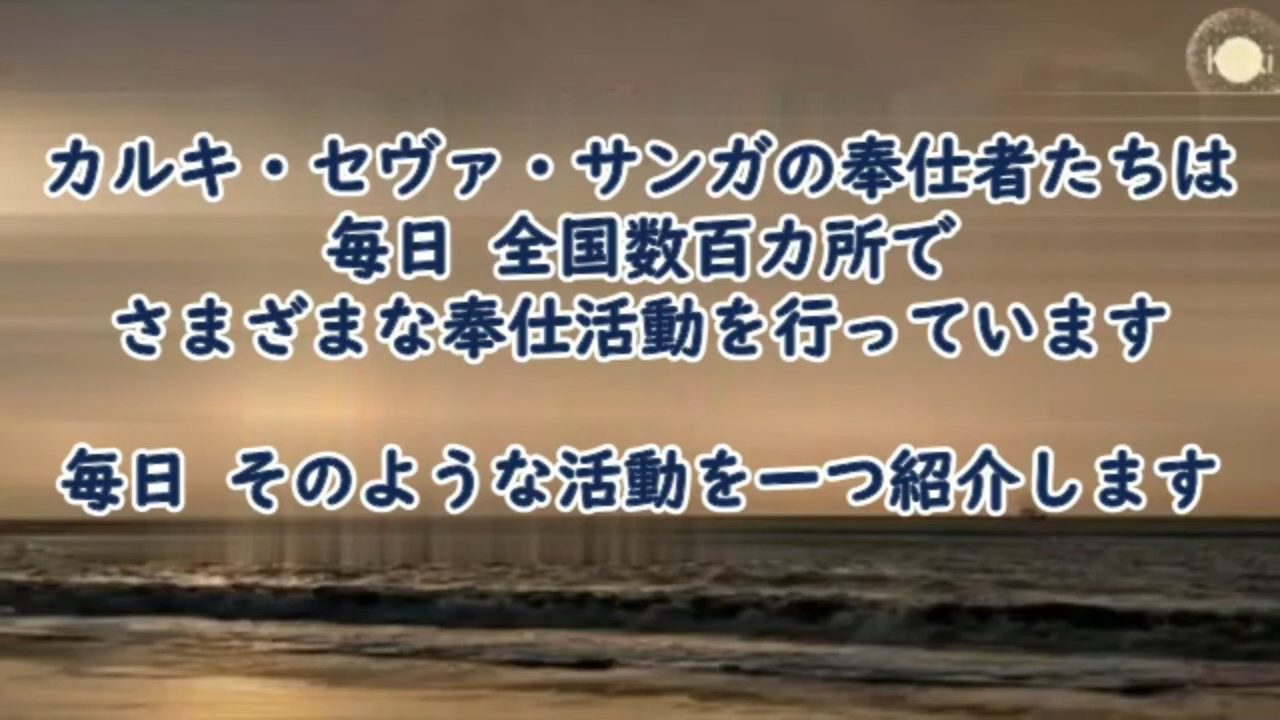 カルキ・セヴァ・サンガの奉仕者たちは
毎日 全国数百カ所で
さまざまな奉仕活動を行っています
毎日 そのような活動を一つ紹介します